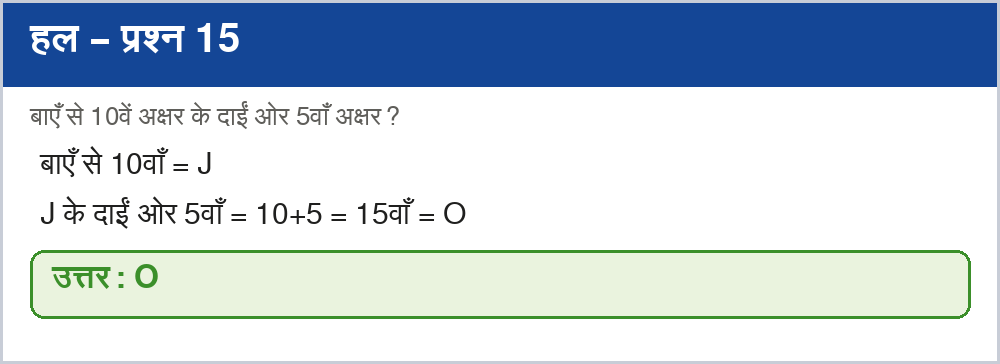 हल – प्रश्न 15
बाएँ से 10वें अक्षर के दाईं ओर 5वाँ अक्षर ?
बाएँ से 10वाँ = J
J के दाईं ओर 5वाँ = 10+5 = 15वाँ = O
उत्तर : O